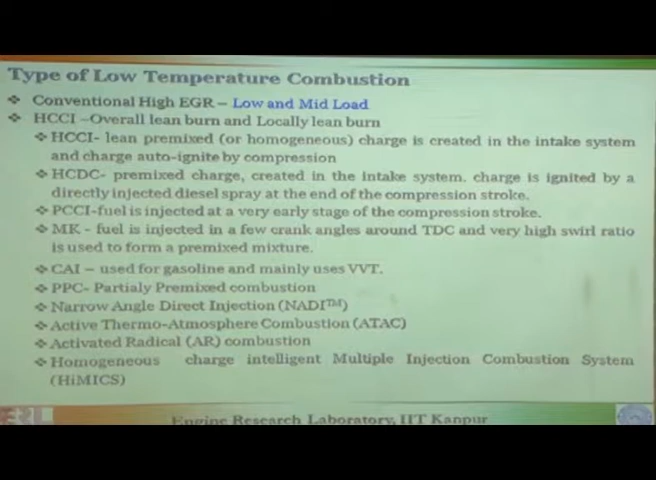 Type of Low Temperature Combustion
❖ Conventional High EGR – Low and Mid Load
❖ HCCI –Overall lean burn and Locally lean burn
❖ HCCI- lean premixed (or homogeneous) charge is created in the intake system
and charge auto-ignite by compression
❖ HCDC- premixed charge, created in the intake system. charge is ignited by a
directly injected diesel spray at the end of the compression stroke.
❖ PCCI-fuel is injected at a very early stage of the compression stroke.
❖ MK - fuel is injected in a few crank angles around TDC and very high swirl ratio
is used to form a premixed mixture.
❖ CAI – used for gasoline and mainly uses VVT.
❖ PPC- Partialy Premixed combustion
❖ Narrow Angle Direct Injection (NADI™)
❖ Active Thermo-Atmosphere Combustion (ATAC)
❖ Activated Radical (AR) combustion
❖ Homogeneous charge intelligent Multiple Injection Combustion System
(HiMICS)
Engine Research Laboratory, IIT Kanpur